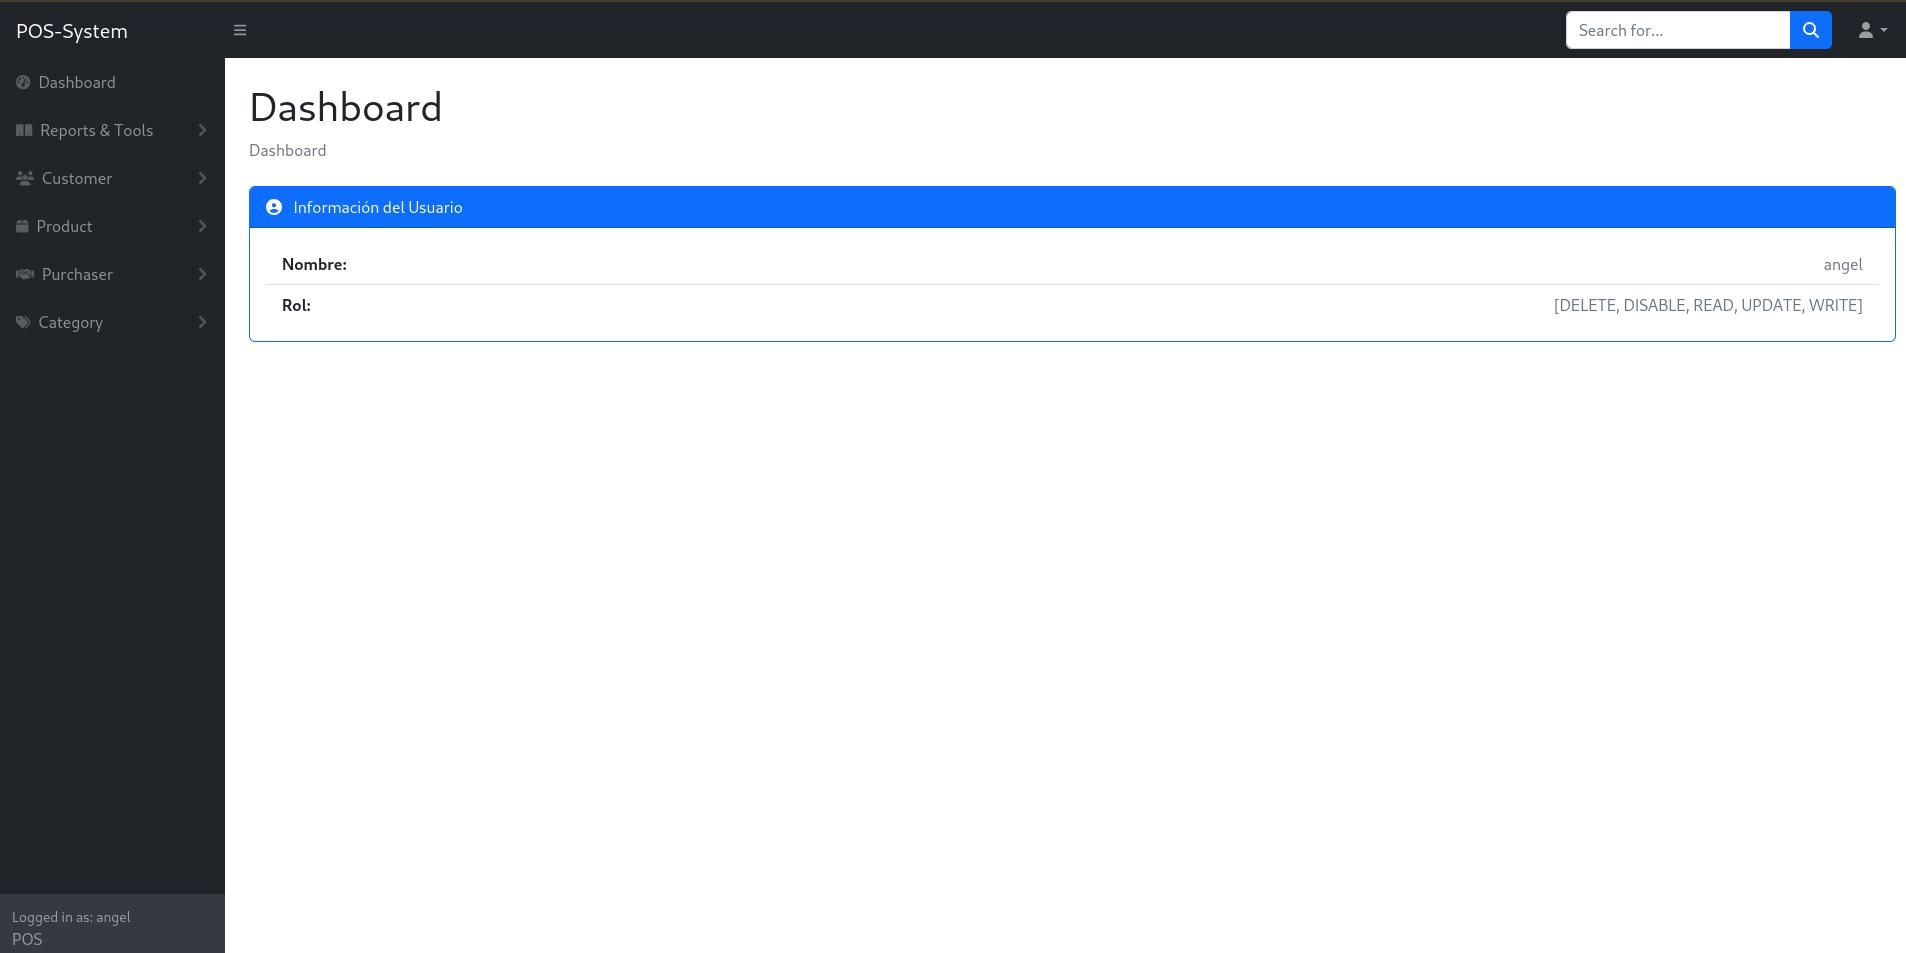 POS-System
Search for...
Dashboard
Reports & Tools
Customer
Product
Purchaser
Category
Logged in as: angel
POS
Dashboard
Dashboard
Información del Usuario
Nombre: angel
Rol: [DELETE, DISABLE, READ, UPDATE, WRITE]